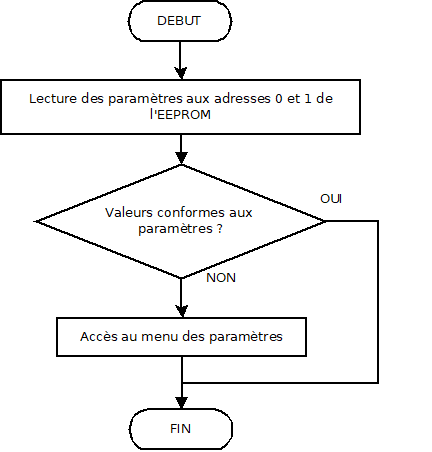 DEBUT
Lecture des paramètres aux adresses 0 et 1 de
l'EEPROM
OUI
Valeurs conformes aux
paramètres ?
NON
Accès au menu des paramètres
FIN